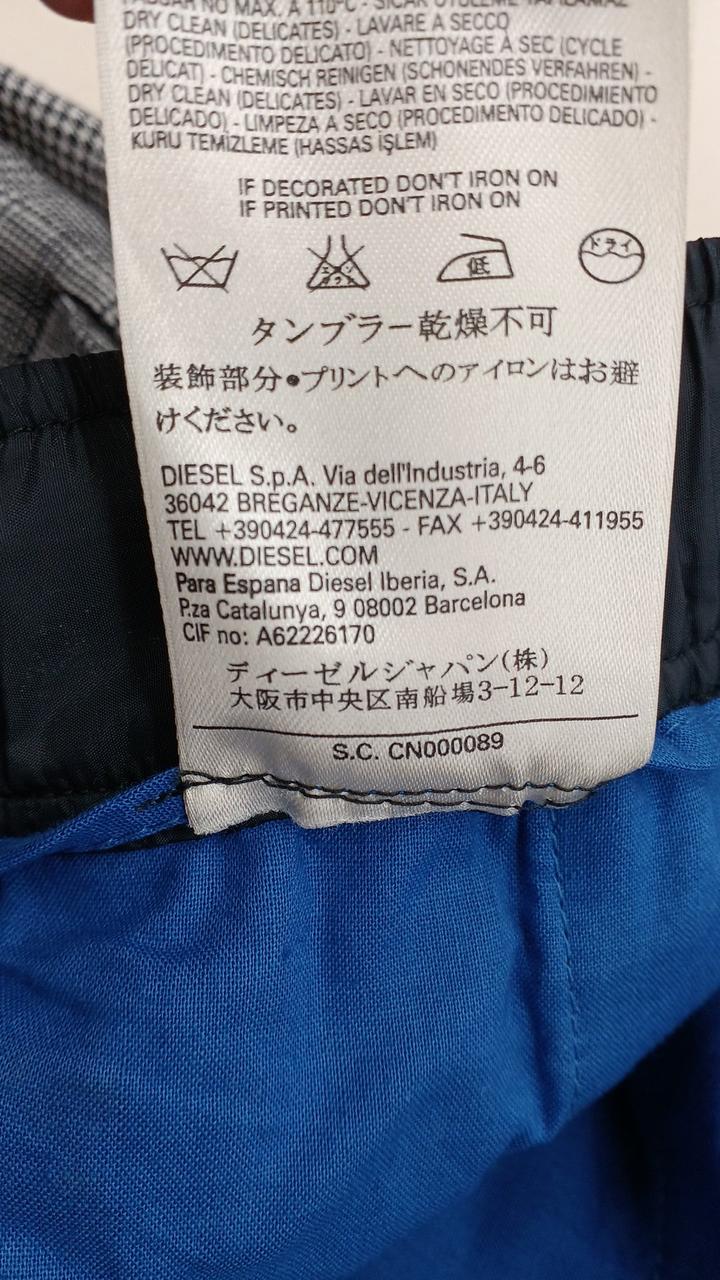 DRY CLEAN (DELICATES) - LAVARE A SECCO
(PROCEDIMENTO DELICATO) - NETTOYAGE À SEC (CYCLE
DÉLICAT) - CHEMISCH REINIGEN (SCHONENDES VERFAHREN) -
DRY CLEAN (DELICATES) - LAVAR EN SECO (PROCEDIMIENTO
DELICADO) - LIMPEZA A SECO (PROCEDIMENTO DELICADO) -
KURU TEMİZLEME (HASSAS İŞLEM)
IF DECORATED DON'T IRON ON
IF PRINTED DON'T IRON ON
低 ドライ
タンブラー乾燥不可
装飾部分●プリントへのアイロンはお避
けください。
DIESEL S.p.A. Via dell'Industria, 4-6
36042 BREGANZE-VICENZA-ITALY
TEL +390424-477555 - FAX +390424-411955
WWW.DIESEL.COM
Para Espana Diesel Iberia, S.A.
P.za Catalunya, 9 08002 Barcelona
CIF no: A62226170
ディーゼルジャパン(株)
大阪市中央区南船場3-12-12
S.C. CN000089